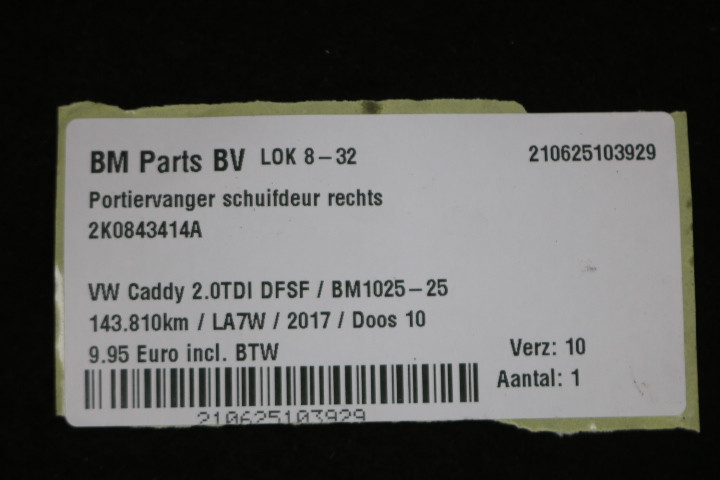 BM Parts BV LOK 8-32 210625103929
Portiervanger schuifdeur rechts
2K0843414A
VW Caddy 2.0TDI DFSF / BM1025-25
143.810km / LA7W / 2017 / Doos 10
9.95 Euro incl. BTW Verz: 10
Aantal: 1
210625103929